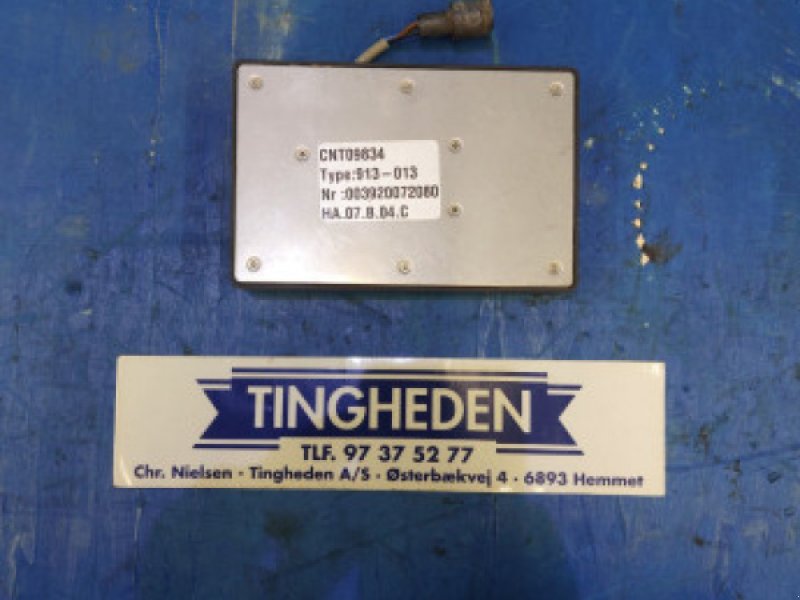 CNT09834
Type:913-013
Nr :003920072080
HA.07.B.04.C
TINGHEDEN
TLF. 97 37 52 77
Chr. Nielsen · Tingheden A/S · Østerbækvej 4 · 6893 Hemmet